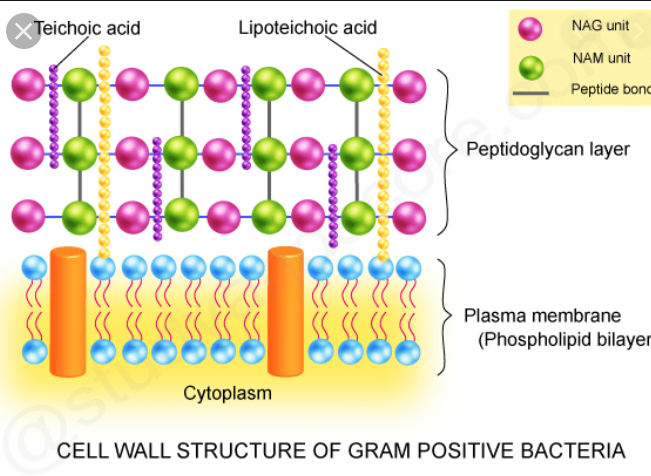 Teichoic acid
Lipoteichoic acid
NAG unit
NAM unit
Peptide bond
Peptidoglycan layer
Plasma membrane
(Phospholipid bilayer
Cytoplasm
CELL WALL STRUCTURE OF GRAM POSITIVE BACTERIA